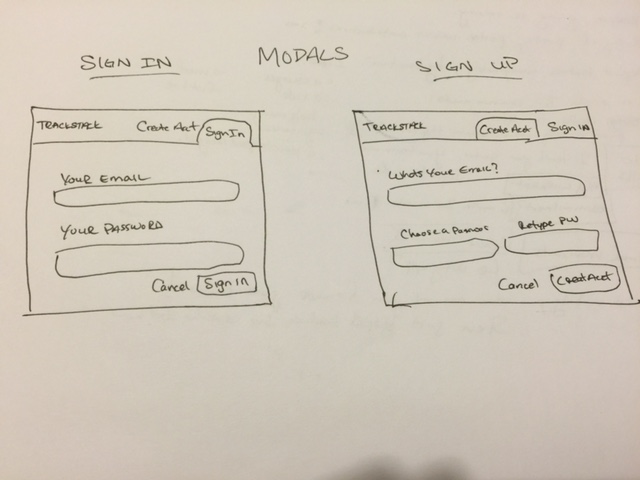 MODALS
SIGN IN
TRACKSTACK Create Acct Sign In
YOUR EMAIL
YOUR PASSWORD
Cancel Sign IN
SIGN UP
TRACKSTACK Create Acct Sign IN
Whats Your Email?
Choose a Password Retype PW
Cancel Creat Acct